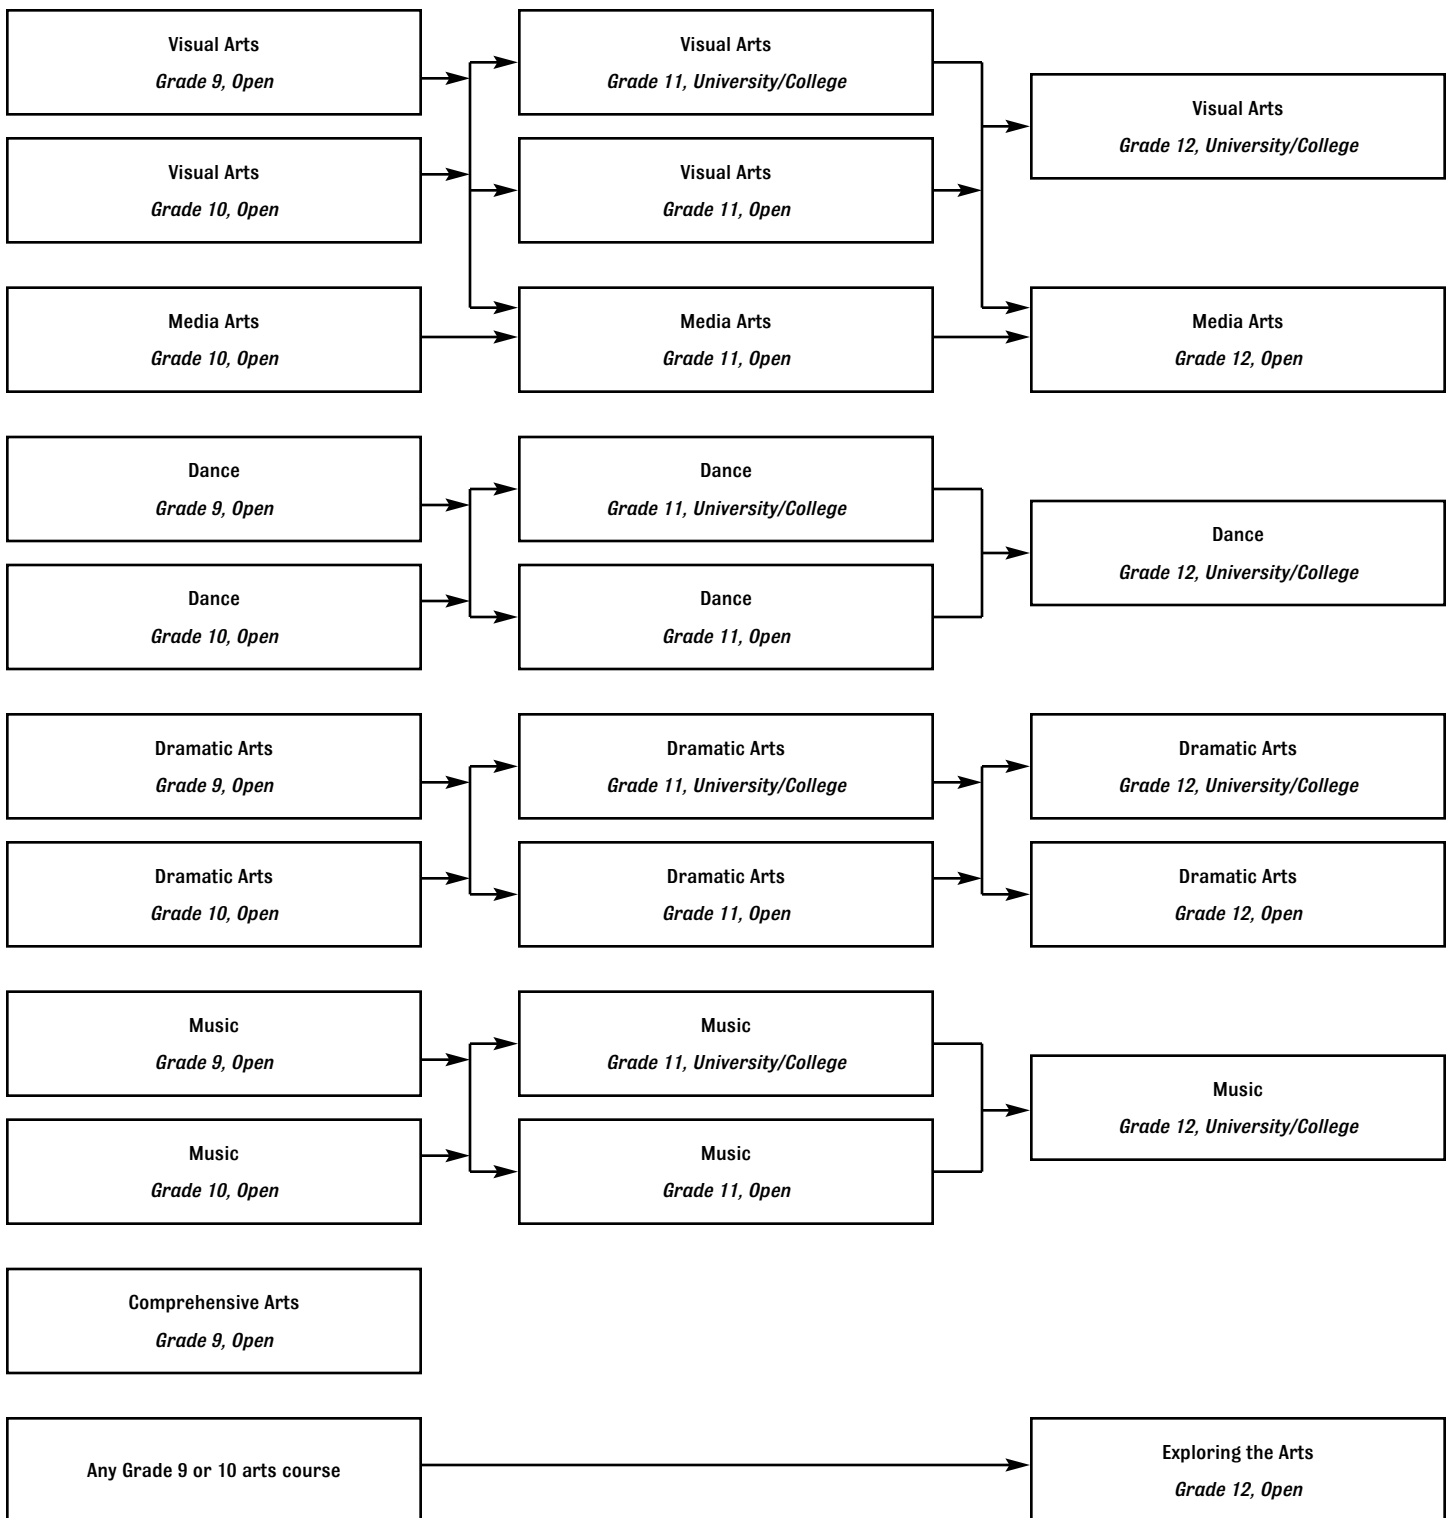 Visual Arts
Grade 9, Open
Visual Arts
Grade 11, University/College
Visual Arts
Grade 12, University/College
Visual Arts
Grade 10, Open
Visual Arts
Grade 11, Open
Media Arts
Grade 10, Open
Media Arts
Grade 11, Open
Media Arts
Grade 12, Open
Dance
Grade 9, Open
Dance
Grade 11, University/College
Dance
Grade 12, University/College
Dance
Grade 10, Open
Dance
Grade 11, Open
Dramatic Arts
Grade 9, Open
Dramatic Arts
Grade 11, University/College
Dramatic Arts
Grade 12, University/College
Dramatic Arts
Grade 10, Open
Dramatic Arts
Grade 11, Open
Dramatic Arts
Grade 12, Open
Music
Grade 9, Open
Music
Grade 11, University/College
Music
Grade 12, University/College
Music
Grade 10, Open
Music
Grade 11, Open
Comprehensive Arts
Grade 9, Open
Any Grade 9 or 10 arts course
Exploring the Arts
Grade 12, Open